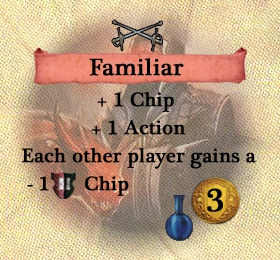 Familiar
+ 1 Chip
+ 1 Action
Each other player gains a
- 1 Chip
3